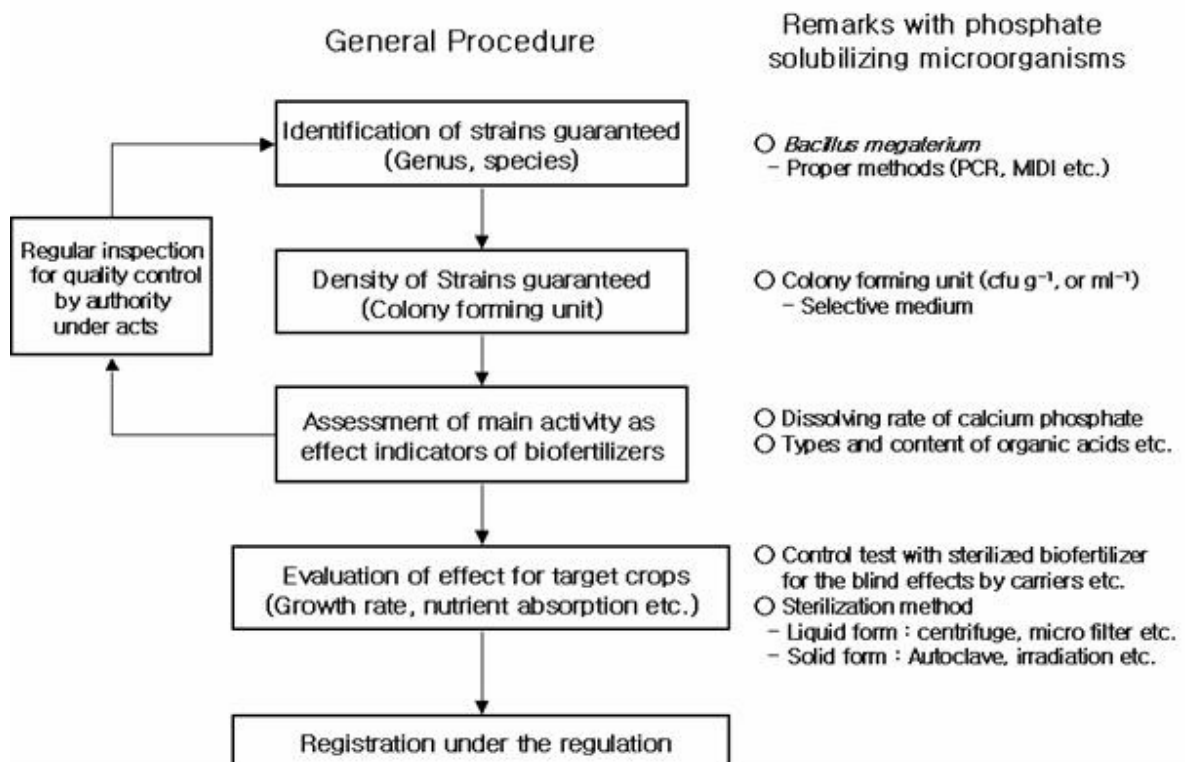 General Procedure
Remarks with phosphate
solubilizing microorganisms
Identification of strains guaranteed
(Genus, species)
○ Bacillus megaterium
- Proper methods (PCR, MIDI etc.)
Regular inspection
for quality control
by authority
under acts
Density of Strains guaranteed
(Colony forming unit)
○ Colony forming unit (cfu g⁻¹, or ml⁻¹)
- Selective medium
Assessment of main activity as
effect indicators of biofertilizers
○ Dissolving rate of calcium phosphate
○ Types and content of organic acids etc.
Evaluation of effect for target crops
(Growth rate, nutrient absorption etc.)
○ Control test with sterilized biofertilizer
for the blind effects by carriers etc.
○ Sterilization method
- Liquid form : centrifuge, micro filter etc.
- Solid form : Autoclave, irradiation etc.
Registration under the regulation